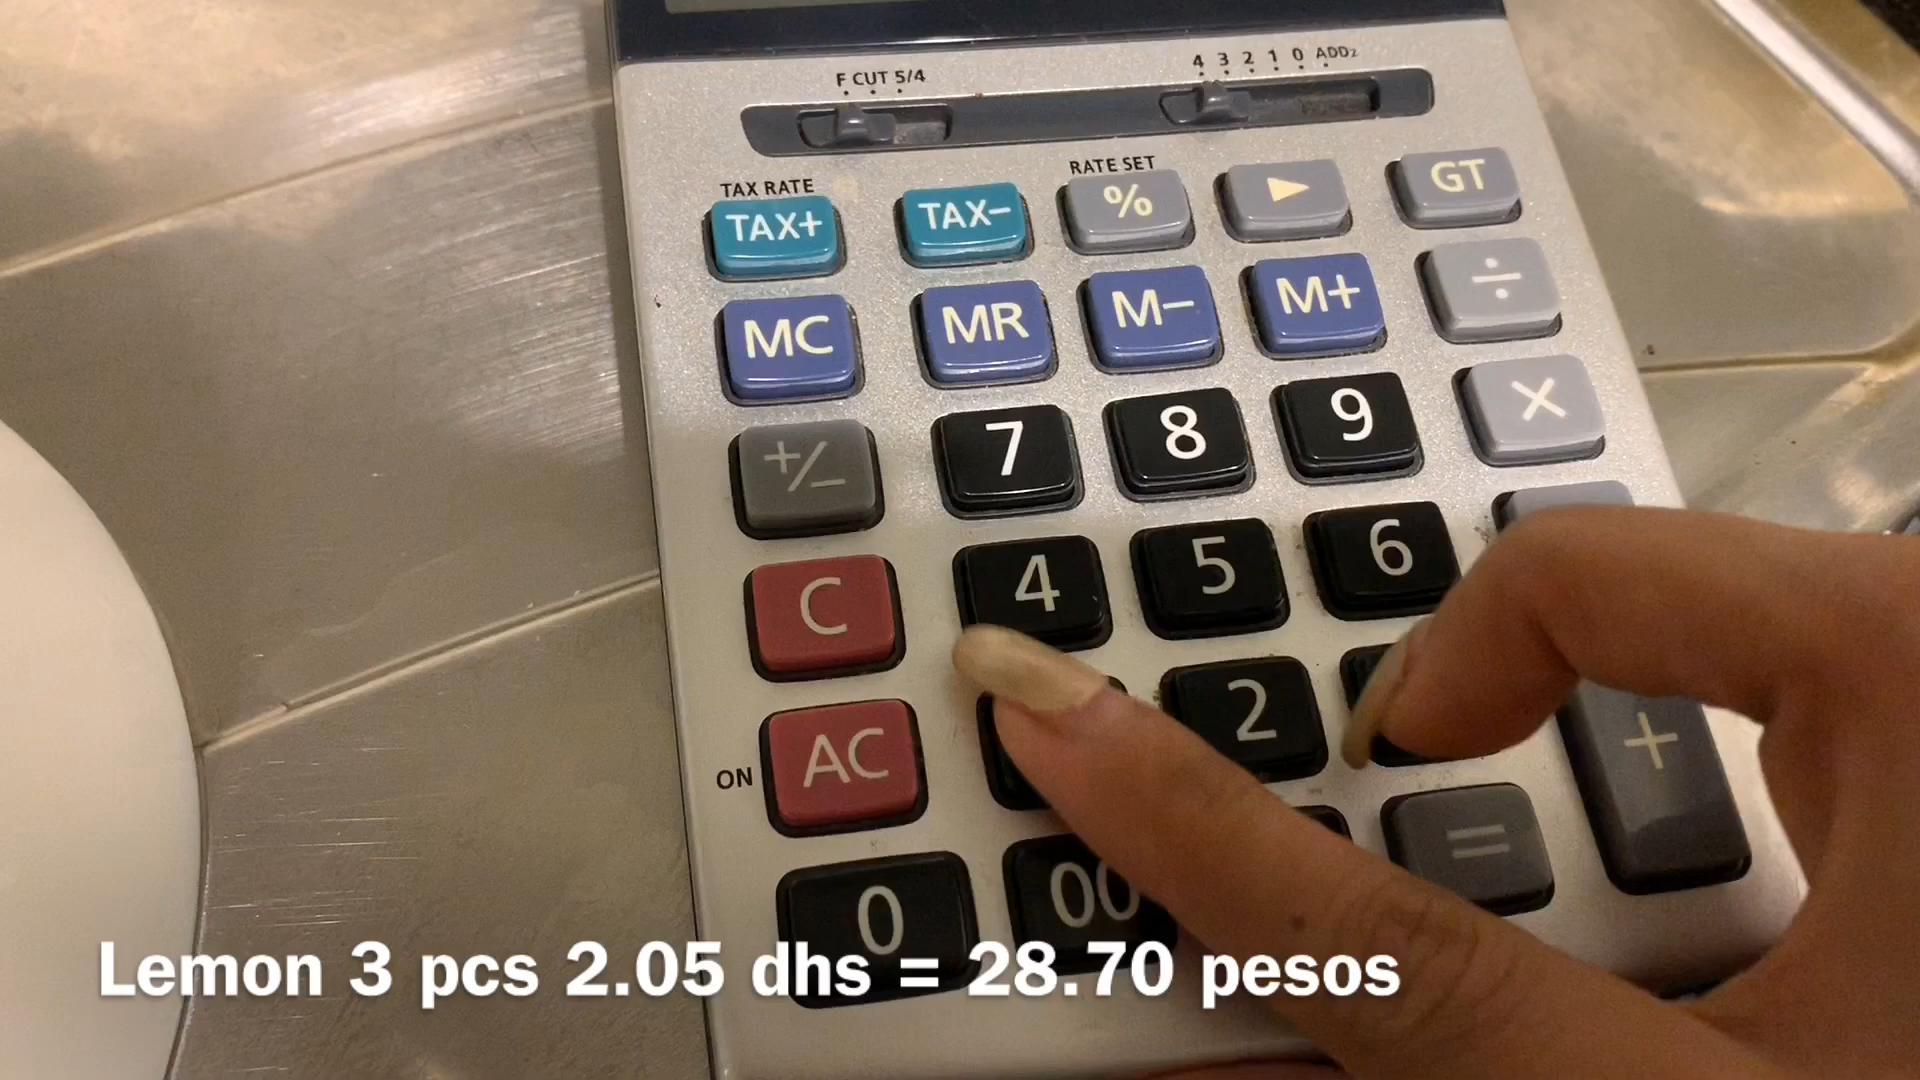 F CUT 5/4
4 3 2 1 0 ADD2
TAX RATE
RATE SET
TAX+ TAX− % ► GT
MC MR M− M+ ÷
+/− 7 8 9 ×
C 4 5 6
AC 2 +
ON
=
0 00
Lemon 3 pcs 2.05 dhs = 28.70 pesos